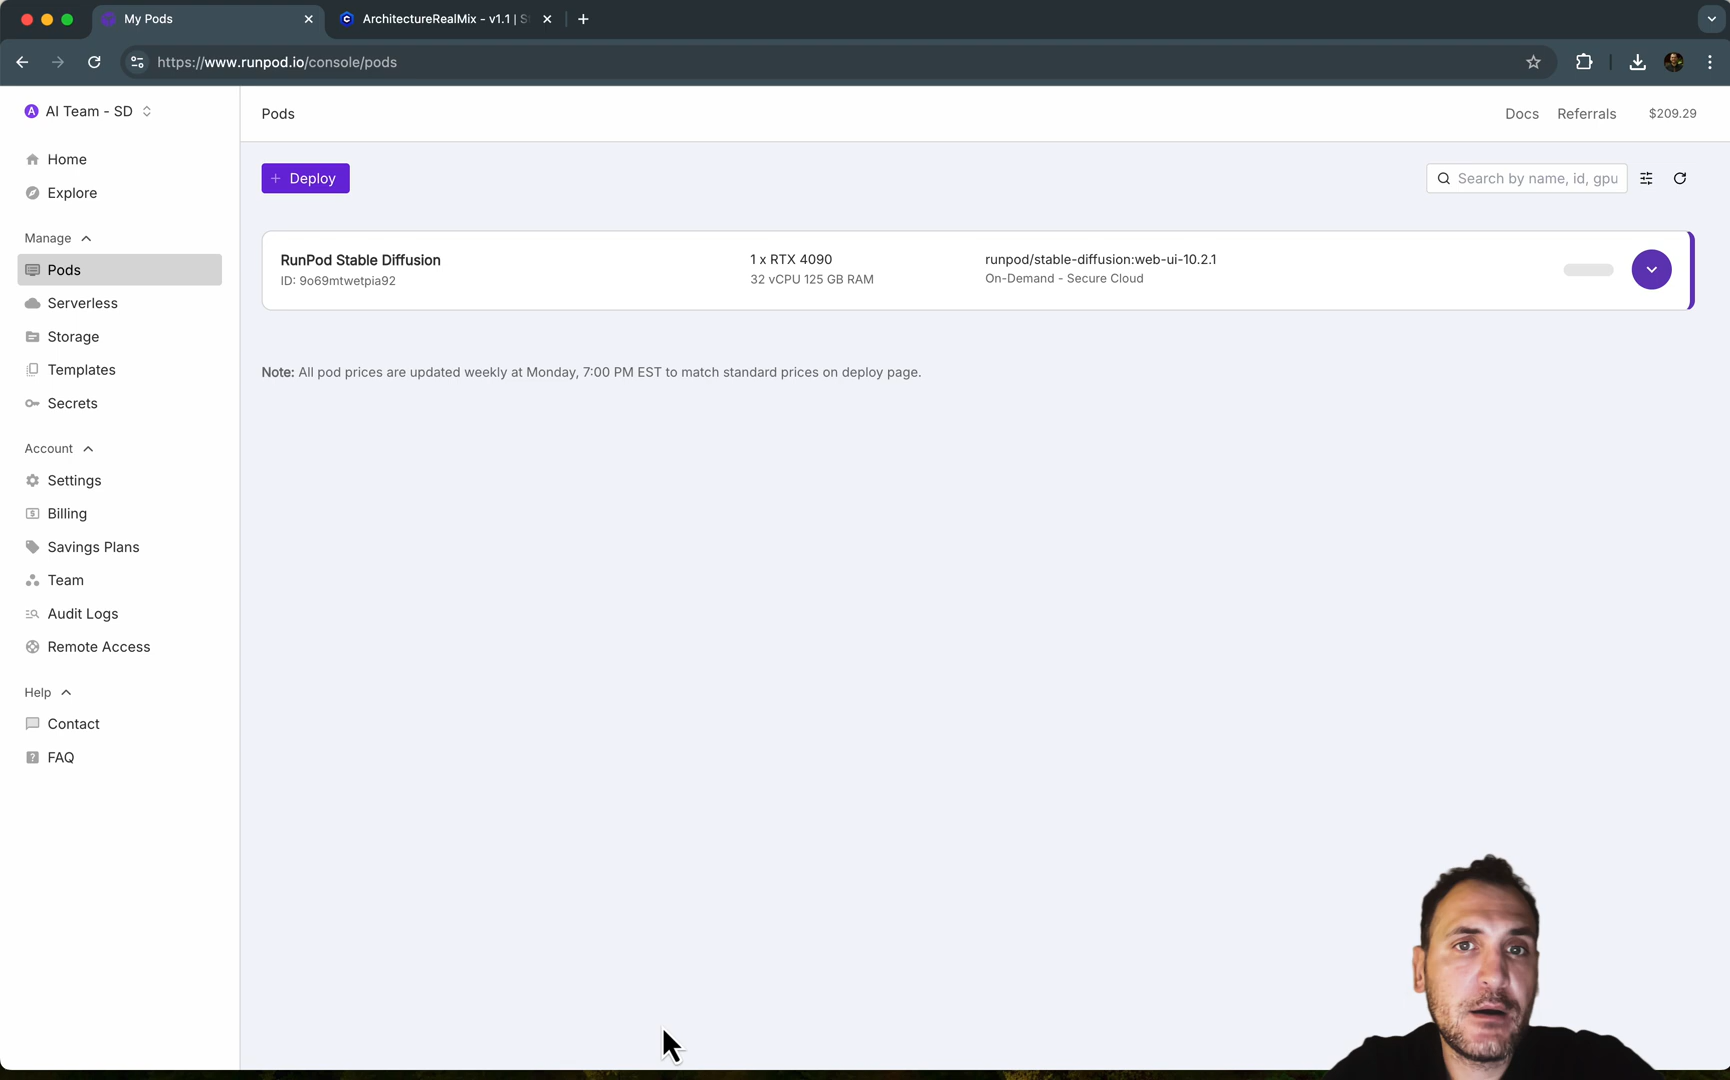 My Pods
ArchitectureRealMix - v1.1 | S
https://www.runpod.io/console/pods
A AI Team - SD
Pods
Docs
Referrals
$209.29
Home
Explore
+ Deploy
Search by name, id, gpu
Manage
Pods
Serverless
Storage
Templates
Secrets
RunPod Stable Diffusion
ID: 9o69mtwetpia92
1 x RTX 4090
32 vCPU 125 GB RAM
runpod/stable-diffusion:web-ui-10.2.1
On-Demand - Secure Cloud
Note: All pod prices are updated weekly at Monday, 7:00 PM EST to match standard prices on deploy page.
Account
Settings
Billing
Savings Plans
Team
Audit Logs
Remote Access
Help
Contact
FAQ